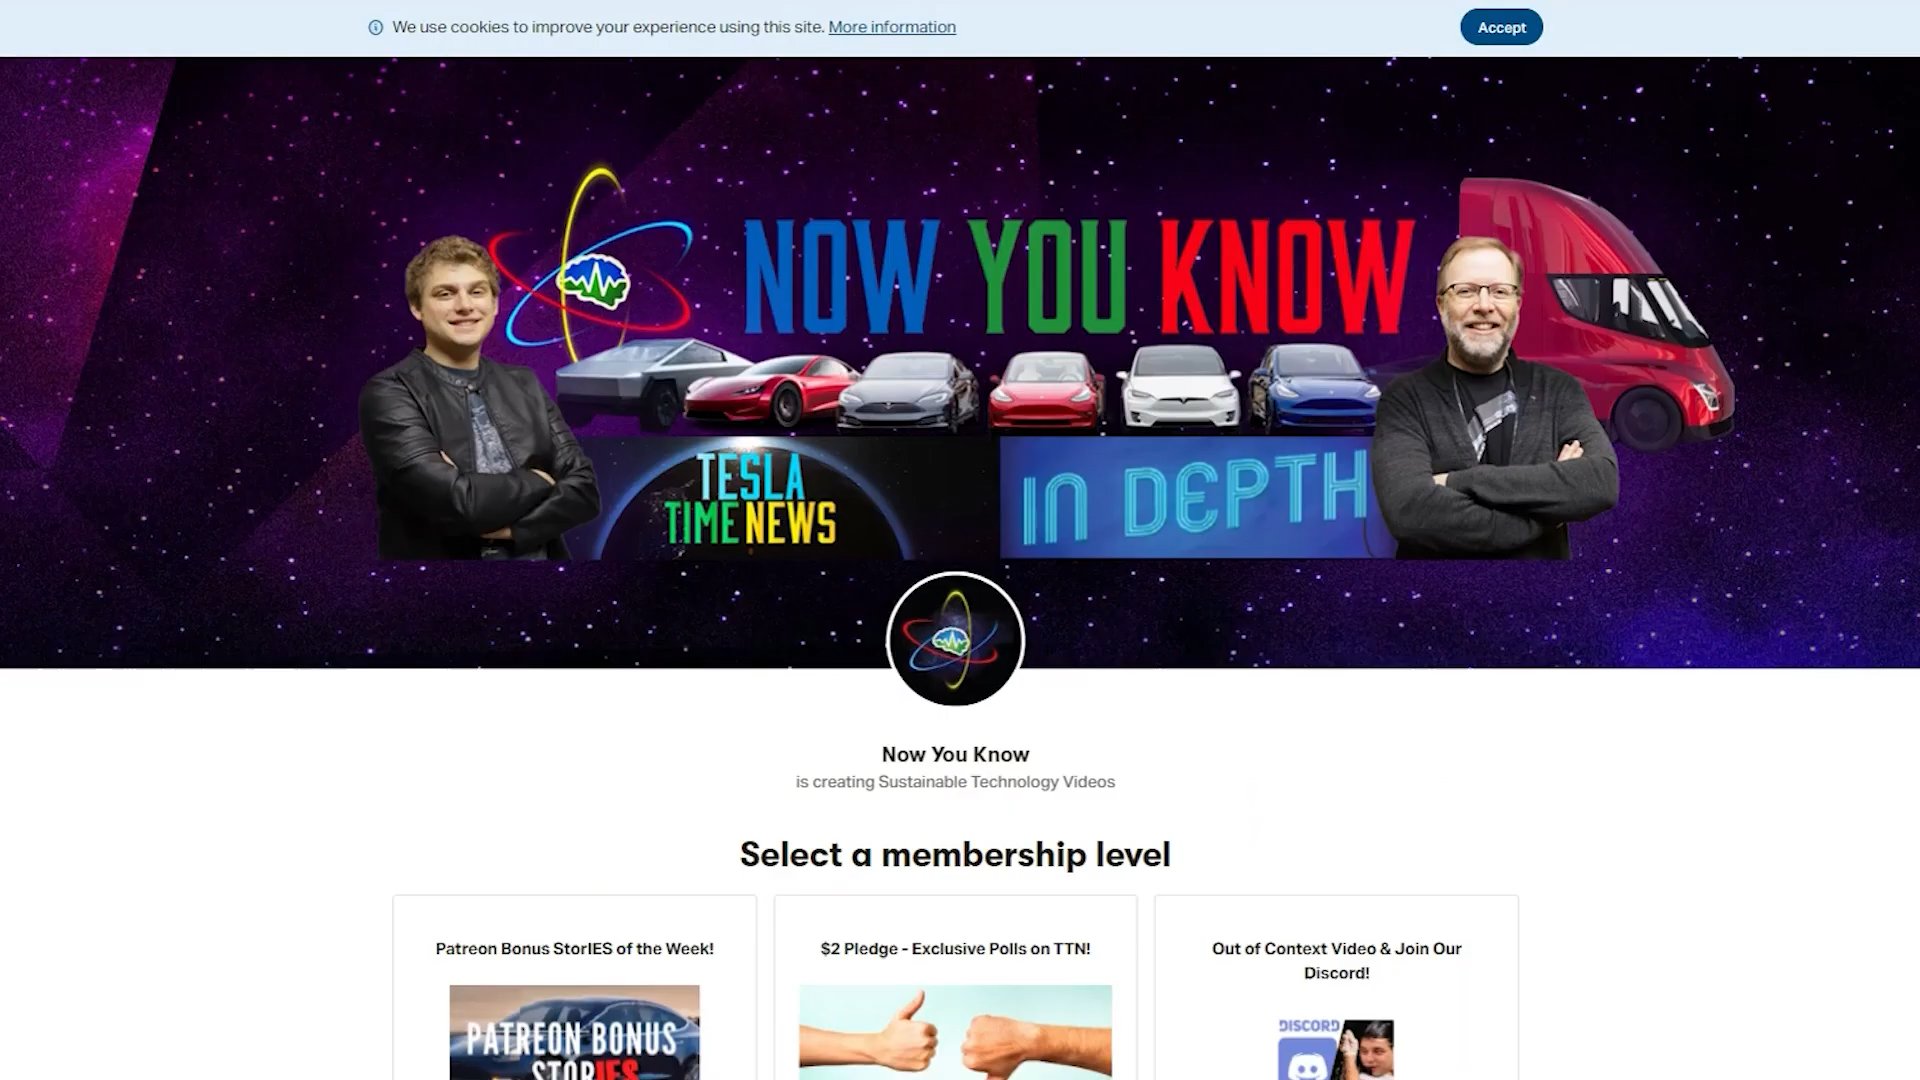 We use cookies to improve your experience using this site. More information
Accept
NOW YOU KNOW
TESLA
TIME NEWS
IN DEPTH
Now You Know
is creating Sustainable Technology Videos
Select a membership level
Patreon Bonus StorIES of the Week!
$2 Pledge - Exclusive Polls on TTN!
Out of Context Video & Join Our
Discord!
PATREON BONUS
STORIES
DISCORD